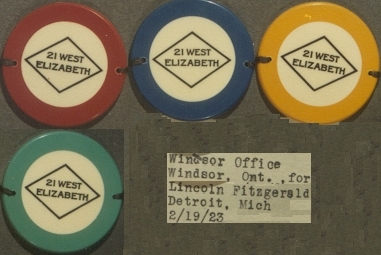 21 WEST
ELIZABETH
21 WEST
ELIZABETH
21 WEST
ELIZABETH
21 WEST
ELIZABETH
Windsor Office
Windsor, Ont., for
Lincoln Fitzgerald
Detroit, Mich
2/19/23